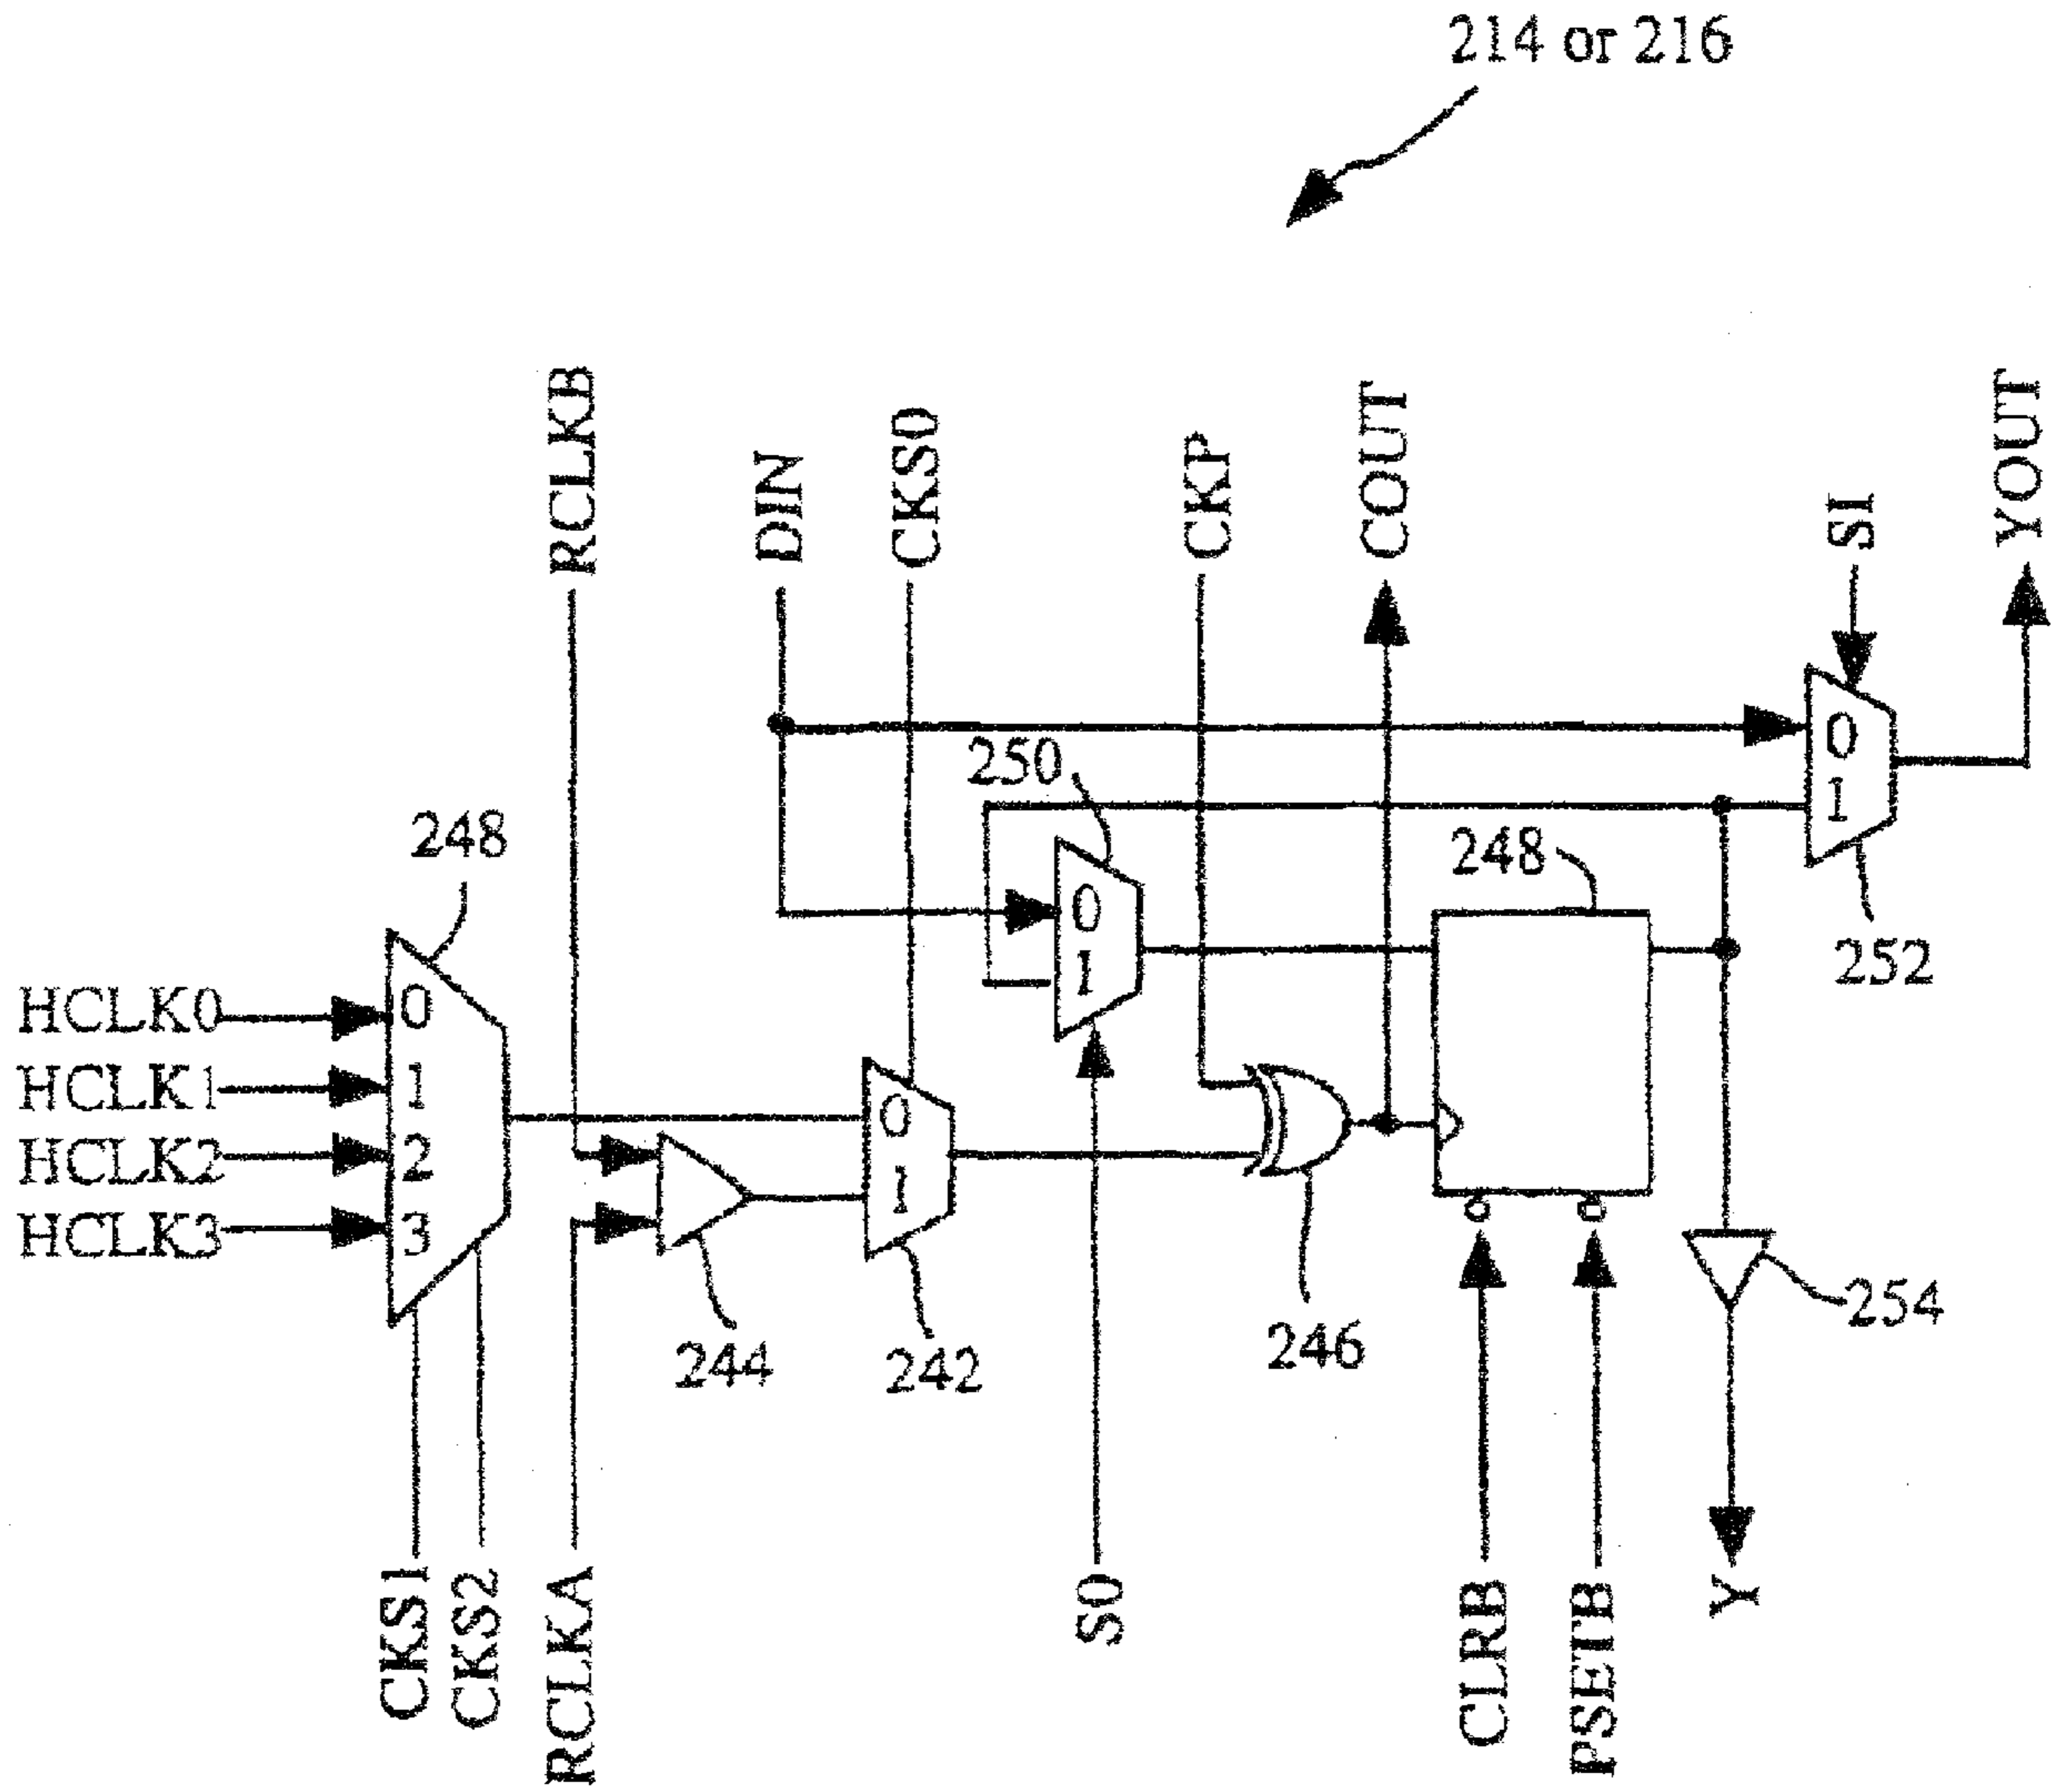 214 or 216
RCLKB
DIN
CKS0
CKP
COUT
SI
YOUT
248
250
0
1
0
1
248
252
HCLK0
HCLK1
HCLK2
HCLK3
0
1
2
3
0
1
244
242
246
254
CKS1
CKS2
RCLKA
S0
CLRB
PSETB
Y